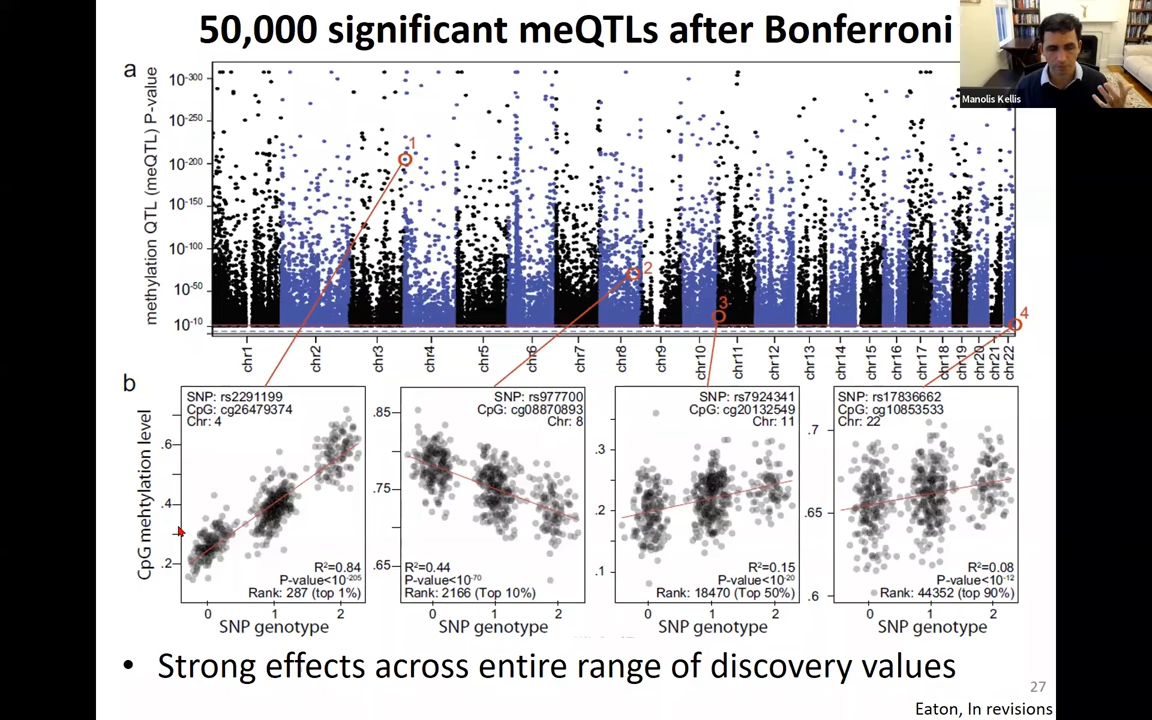 50,000 significant meQTLs after Bonferroni
Manolis Kellis
a
methylation QTL (meQTL) P-value
10-300
10-250
10-200
10-150
10-100
10-50
10-10
1
2
3
4
chr1
chr2
chr3
chr4
chr5
chr6
chr7
chr8
chr9
chr10
chr11
chr12
chr13
chr14
chr15
chr16
chr17
chr18
chr19
chr20
chr21
chr22
b
CpG mehtylation level
SNP: rs2291199
CpG: cg26479374
Chr: 4
.6
.4
.2
R2=0.84
P-value<10-205
Rank: 287 (top 1%)
0 1 2
SNP genotype
SNP: rs977700
CpG: cg08870893
Chr: 8
.85
.75
.65
R2=0.44
P-value<10-70
Rank: 2166 (Top 10%)
0 1 2
SNP genotype
SNP: rs7924341
CpG: cg20132549
Chr: 11
.3
.2
.1
R2=0.15
P-value<10-20
Rank: 18470 (Top 50%)
0 1 2
SNP genotype
SNP: rs17836662
CpG: cg10853533
Chr: 22
.7
.65
.6
R2=0.08
P-value<10-12
Rank: 44352 (top 90%)
0 1 2
SNP genotype
• Strong effects across entire range of discovery values
27
Eaton, In revisions